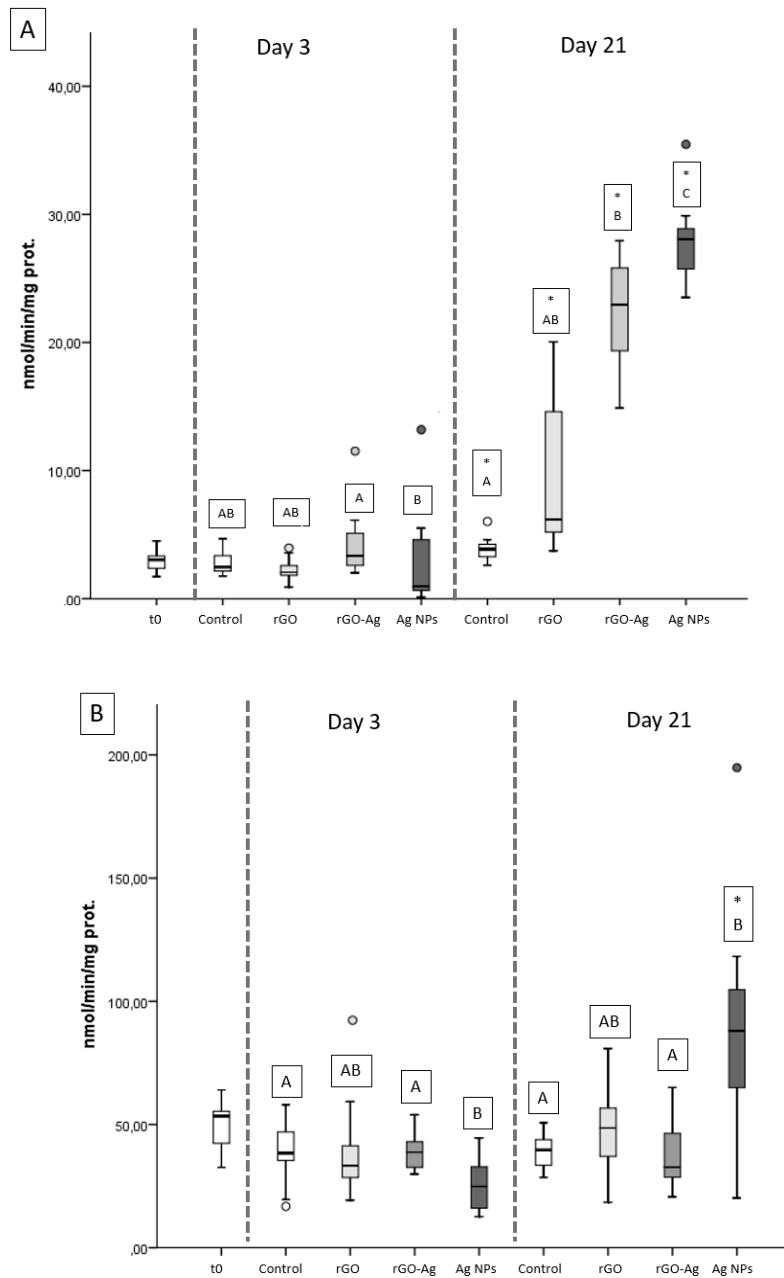 A
Day 3
Day 21
40,00
30,00
20,00
10,00
,00
nmol/min/mg prot.
AB
AB
A
B
*
A
*
AB
*
B
*
C
t0
Control
rGO
rGO-Ag
Ag NPs
Control
rGO
rGO-Ag
Ag NPs
B
Day 3
Day 21
200,00
150,00
100,00
50,00
,00
nmol/min/mg prot.
A
AB
A
B
A
AB
A
*
B
t0
Control
rGO
rGO-Ag
Ag NPs
Control
rGO
rGO-Ag
Ag NPs